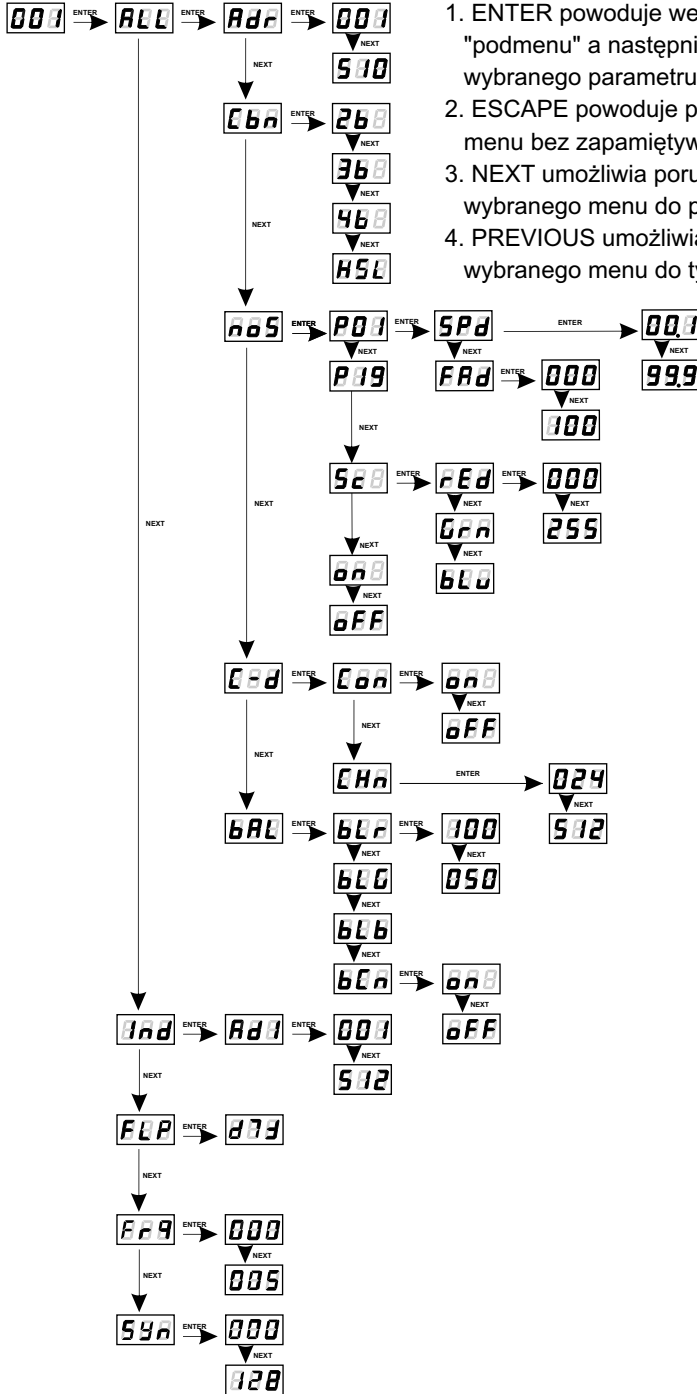 001 ENTER ALL ENTER Adr ENTER 001
NEXT NEXT
510
Cbn ENTER 2b
NEXT
3b
NEXT
NEXT
4b
NEXT
HSL
1. ENTER powoduje we
"podmenu" a następni
wybranego parametru
2. ESCAPE powoduje p
menu bez zapamiętyw
3. NEXT umożliwia poru
wybranego menu do p
4. PREVIOUS umożliwia
wybranego menu do ty
noS ENTER P01 ENTER SPd ENTER 00.1
NEXT NEXT NEXT
P19 FAd ENTER 000 99.9
NEXT
100
NEXT
Sc ENTER rEd ENTER 000
NEXT NEXT NEXT
Grn 255
NEXT NEXT NEXT
on bLu
NEXT
oFF
C-d ENTER Con ENTER on
NEXT
oFF
NEXT NEXT
CHn ENTER 024
NEXT
512
bAL ENTER bLr ENTER 100
NEXT NEXT
bLG 050
NEXT
bLb
NEXT
bCn ENTER on
NEXT
oFF
Ind ENTER Ad1 ENTER 001
NEXT NEXT
512
FLP ENTER d7d
NEXT
Frq ENTER 000
NEXT
005
NEXT
SYn ENTER 000
NEXT
128